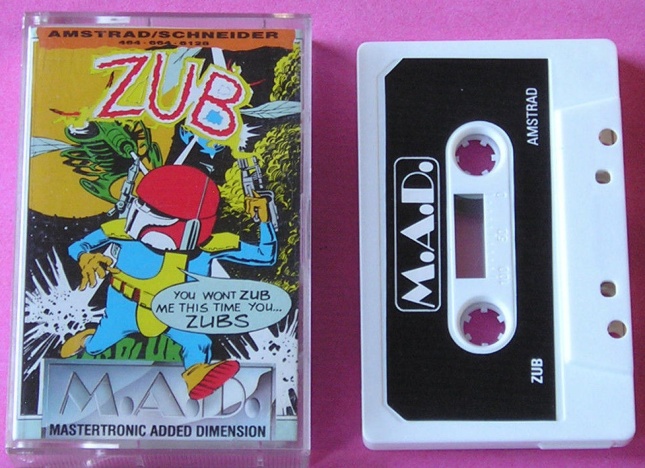 AMSTRAD/SCHNEIDER
464 · 664 · 6128
ZUB
YOU WONT ZUB
ME THIS TIME YOU...
ZUBS
M.A.D.
MASTERTRONIC ADDED DIMENSION
M.A.D.
AMSTRAD
ZUB